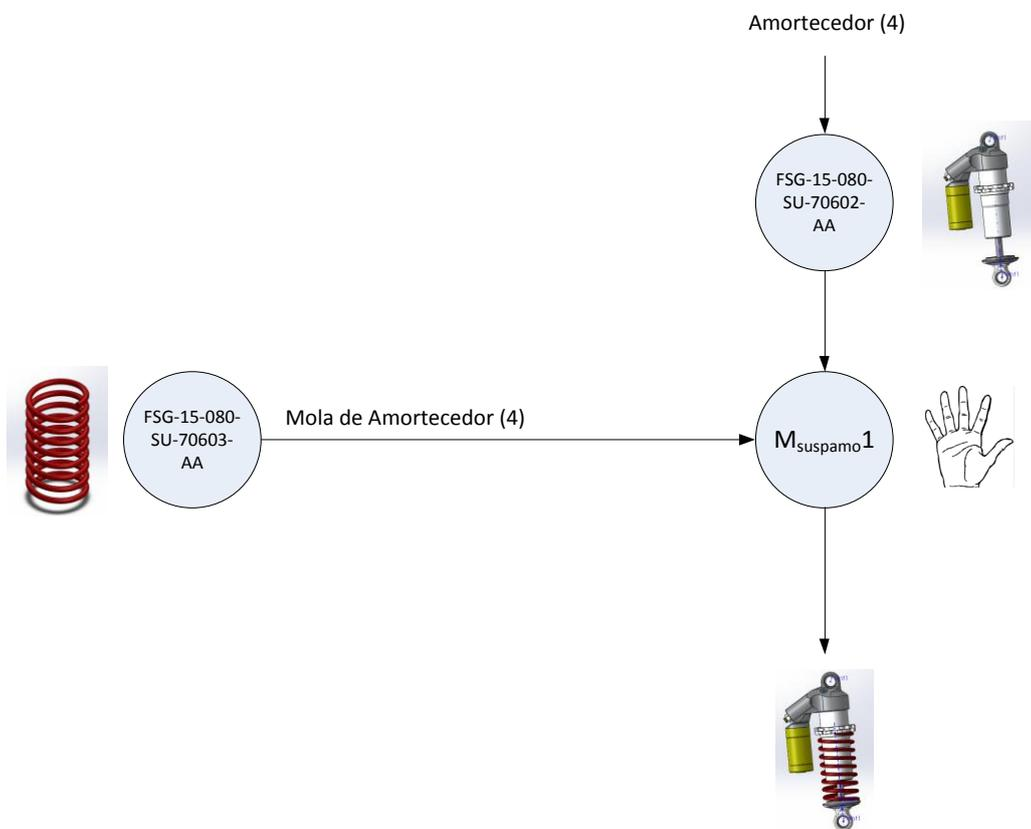 Amortecedor (4)
FSG-15-080-
SU-70602-
AA
FSG-15-080-
SU-70603-
AA
Mola de Amortecedor (4)
Msuspamo1